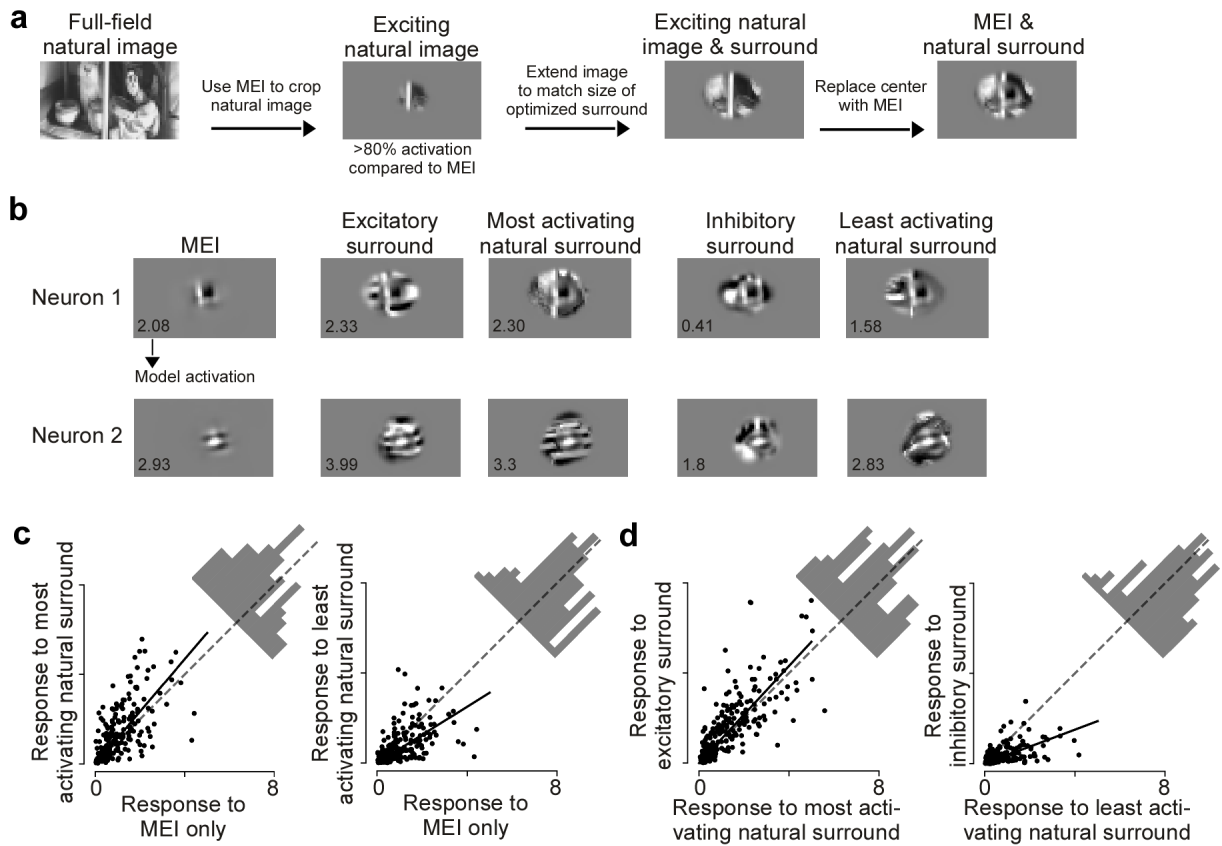 a
Full-field
natural image
Use MEI to crop
natural image
Exciting
natural image
>80% activation
compared to MEI
Extend image
to match size of
optimized surround
Exciting natural
image & surround
Replace center
with MEI
MEI &
natural surround
b
MEI
Excitatory
surround
Most activating
natural surround
Inhibitory
surround
Least activating
natural surround
Neuron 1
2.08
2.33
2.30
0.41
1.58
Model activation
Neuron 2
2.93
3.99
3.3
1.8
2.83
c
Response to most
activating natural surround
0
8
Response to
MEI only
Response to least
activating natural surround
0
8
Response to
MEI only
d
Response to
excitatory surround
0
8
Response to most acti-
vating natural surround
Response to
inhibitory surround
0
8
Response to least acti-
vating natural surround